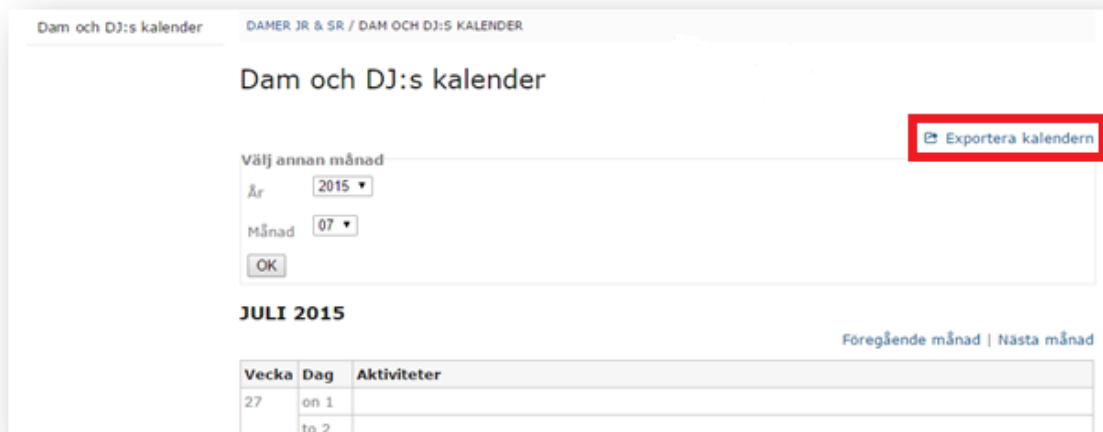 Dam och DJ:s kalender
DAMER JR & SR / DAM OCH DJ:S KALENDER
Dam och DJ:s kalender
Exportera kalendern
Välj annan månad
År 2015
Månad 07
OK
JULI 2015
Föregående månad | Nästa månad
Vecka Dag Aktiviteter
27 on 1
to 2